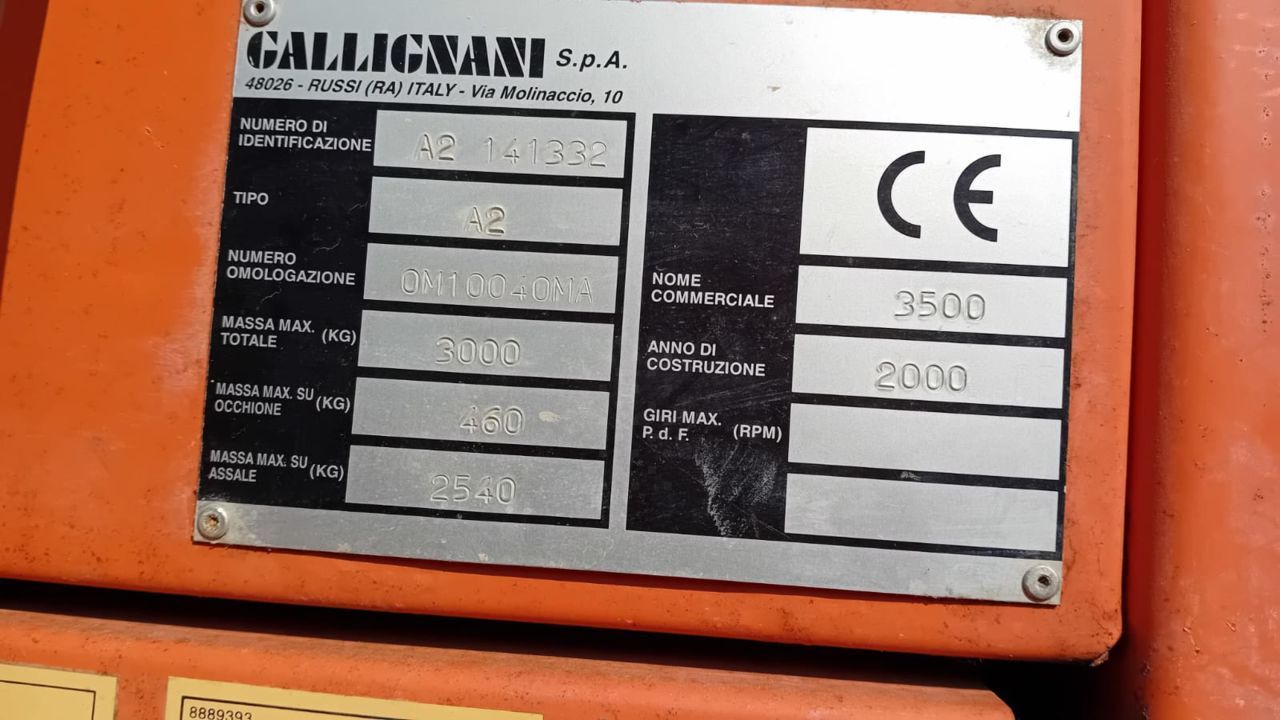 GALLIGNANI S.p.A.
48026 - RUSSI (RA) ITALY - Via Molinaccio, 10
NUMERO DI
IDENTIFICAZIONE
A2 141332
TIPO
A2
NUMERO
OMOLOGAZIONE
OM10040MA
MASSA MAX.
TOTALE
(KG)
3000
MASSA MAX. SU
OCCHIONE
(KG)
460
MASSA MAX. SU
ASSALE
(KG)
2540
CE
NOME
COMMERCIALE
3500
ANNO DI
COSTRUZIONE
2000
GIRI MAX.
P. d. F.
(RPM)
8889393